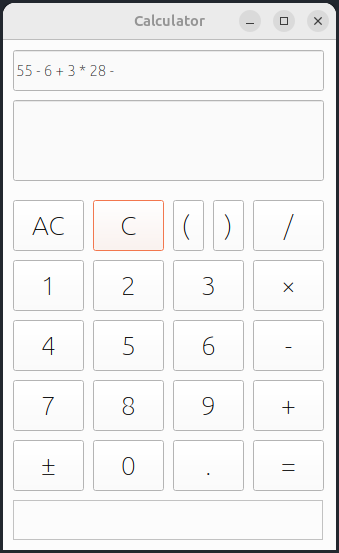 Calculator
55 - 6 + 3 * 28 -
AC C ( ) /
1 2 3 ×
4 5 6 -
7 8 9 +
± 0 . =